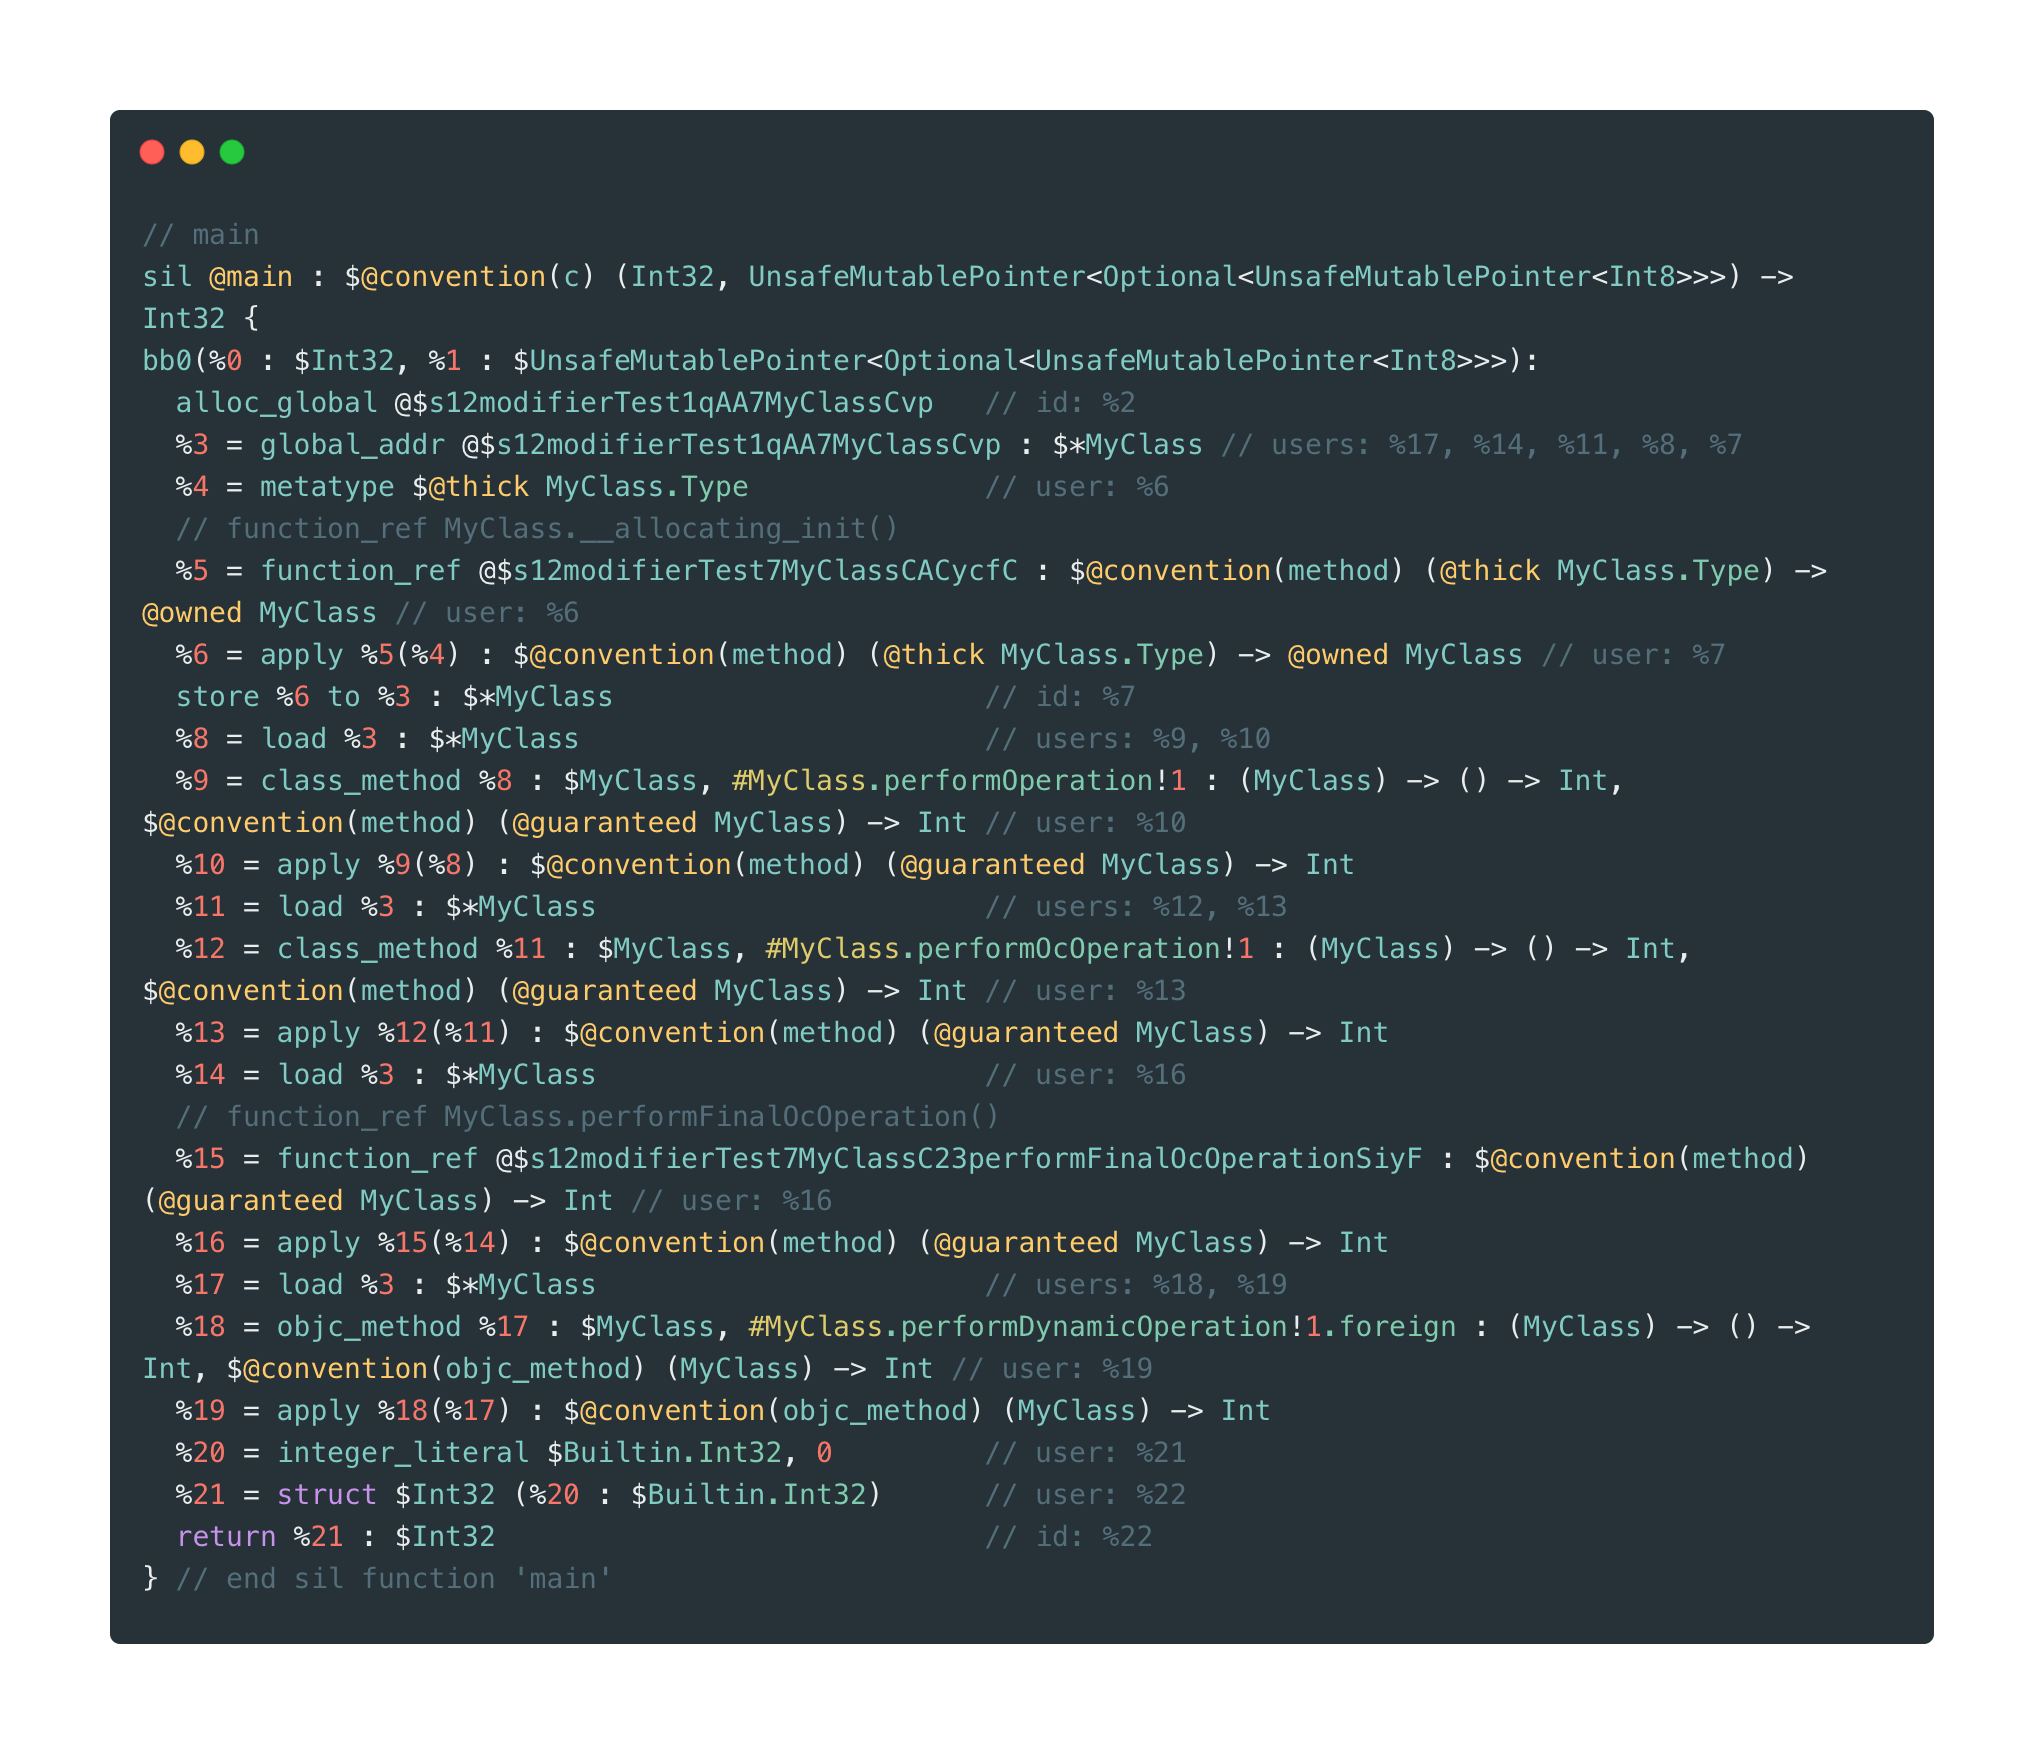 // main
sil @main : $@convention(c) (Int32, UnsafeMutablePointer<Optional<UnsafeMutablePointer<Int8>>>) ->
Int32 {
bb0(%0 : $Int32, %1 : $UnsafeMutablePointer<Optional<UnsafeMutablePointer<Int8>>>):
  alloc_global @$s12modifierTest1qAA7MyClassCvp   // id: %2
  %3 = global_addr @$s12modifierTest1qAA7MyClassCvp : $*MyClass // users: %17, %14, %11, %8, %7
  %4 = metatype $@thick MyClass.Type              // user: %6
  // function_ref MyClass.__allocating_init()
  %5 = function_ref @$s12modifierTest7MyClassCACycfC : $@convention(method) (@thick MyClass.Type) ->
@owned MyClass // user: %6
  %6 = apply %5(%4) : $@convention(method) (@thick MyClass.Type) -> @owned MyClass // user: %7
  store %6 to %3 : $*MyClass                      // id: %7
  %8 = load %3 : $*MyClass                        // users: %9, %10
  %9 = class_method %8 : $MyClass, #MyClass.performOperation!1 : (MyClass) -> () -> Int,
$@convention(method) (@guaranteed MyClass) -> Int // user: %10
  %10 = apply %9(%8) : $@convention(method) (@guaranteed MyClass) -> Int
  %11 = load %3 : $*MyClass                       // users: %12, %13
  %12 = class_method %11 : $MyClass, #MyClass.performOcOperation!1 : (MyClass) -> () -> Int,
$@convention(method) (@guaranteed MyClass) -> Int // user: %13
  %13 = apply %12(%11) : $@convention(method) (@guaranteed MyClass) -> Int
  %14 = load %3 : $*MyClass                       // user: %16
  // function_ref MyClass.performFinalOcOperation()
  %15 = function_ref @$s12modifierTest7MyClassC23performFinalOcOperationSiyF : $@convention(method)
(@guaranteed MyClass) -> Int // user: %16
  %16 = apply %15(%14) : $@convention(method) (@guaranteed MyClass) -> Int
  %17 = load %3 : $*MyClass                       // users: %18, %19
  %18 = objc_method %17 : $MyClass, #MyClass.performDynamicOperation!1.foreign : (MyClass) -> () ->
Int, $@convention(objc_method) (MyClass) -> Int // user: %19
  %19 = apply %18(%17) : $@convention(objc_method) (MyClass) -> Int
  %20 = integer_literal $Builtin.Int32, 0         // user: %21
  %21 = struct $Int32 (%20 : $Builtin.Int32)      // user: %22
  return %21 : $Int32                             // id: %22
} // end sil function 'main'